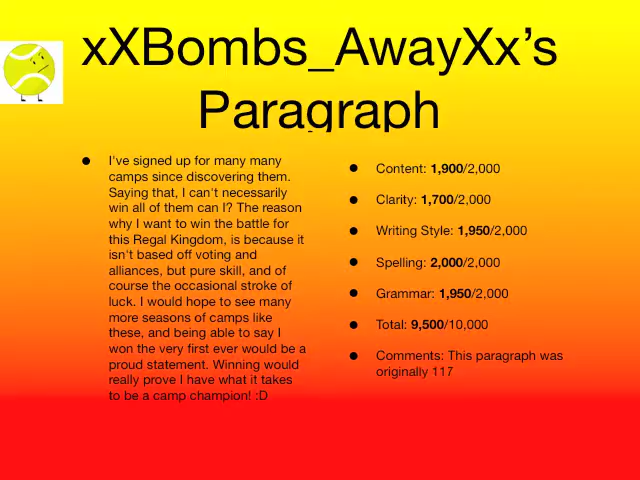 xXBombs_AwayXx’s
Paragraph
I've signed up for many many
camps since discovering them.
Saying that, I can't necessarily
win all of them can I? The reason
why I want to win the battle for
this Regal Kingdom, is because it
isn't based off voting and
alliances, but pure skill, and of
course the occasional stroke of
luck. I would hope to see many
more seasons of camps like
these, and being able to say I
won the very first ever would be a
proud statement. Winning would
really prove I have what it takes
to be a camp champion! :D
Content: 1,900/2,000
Clarity: 1,700/2,000
Writing Style: 1,950/2,000
Spelling: 2,000/2,000
Grammar: 1,950/2,000
Total: 9,500/10,000
Comments: This paragraph was
originally 117